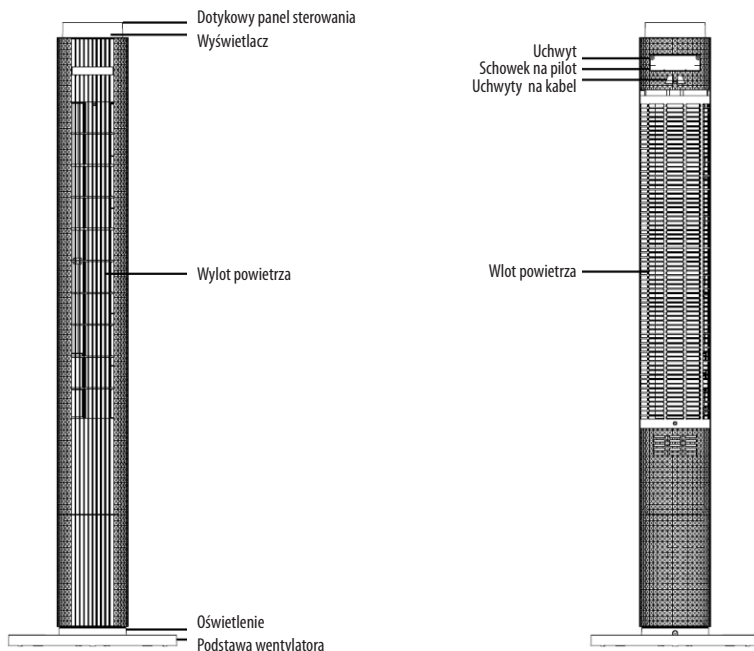 Dotykowy panel sterowania
Wyświetlacz
Wylot powietrza
Oświetlenie
Podstawa wentylatora
Uchwyt
Schowek na pilot
Uchwyty na kabel
Wlot powietrza